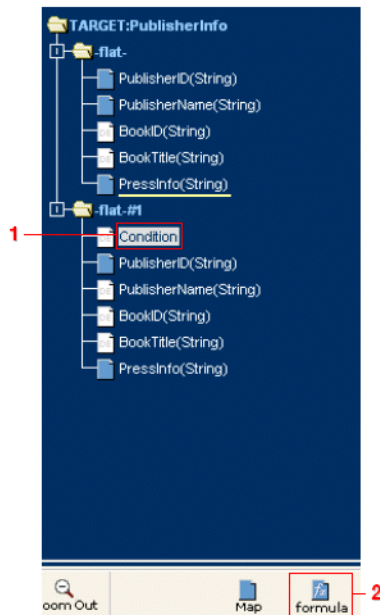 TARGET:PublisherInfo
-flat-
PublisherID(String)
PublisherName(String)
BookID(String)
BookTitle(String)
PressInfo(String)
-flat-#1
1
Condition
PublisherID(String)
PublisherName(String)
BookID(String)
BookTitle(String)
PressInfo(String)
oom Out
Map
formula
2